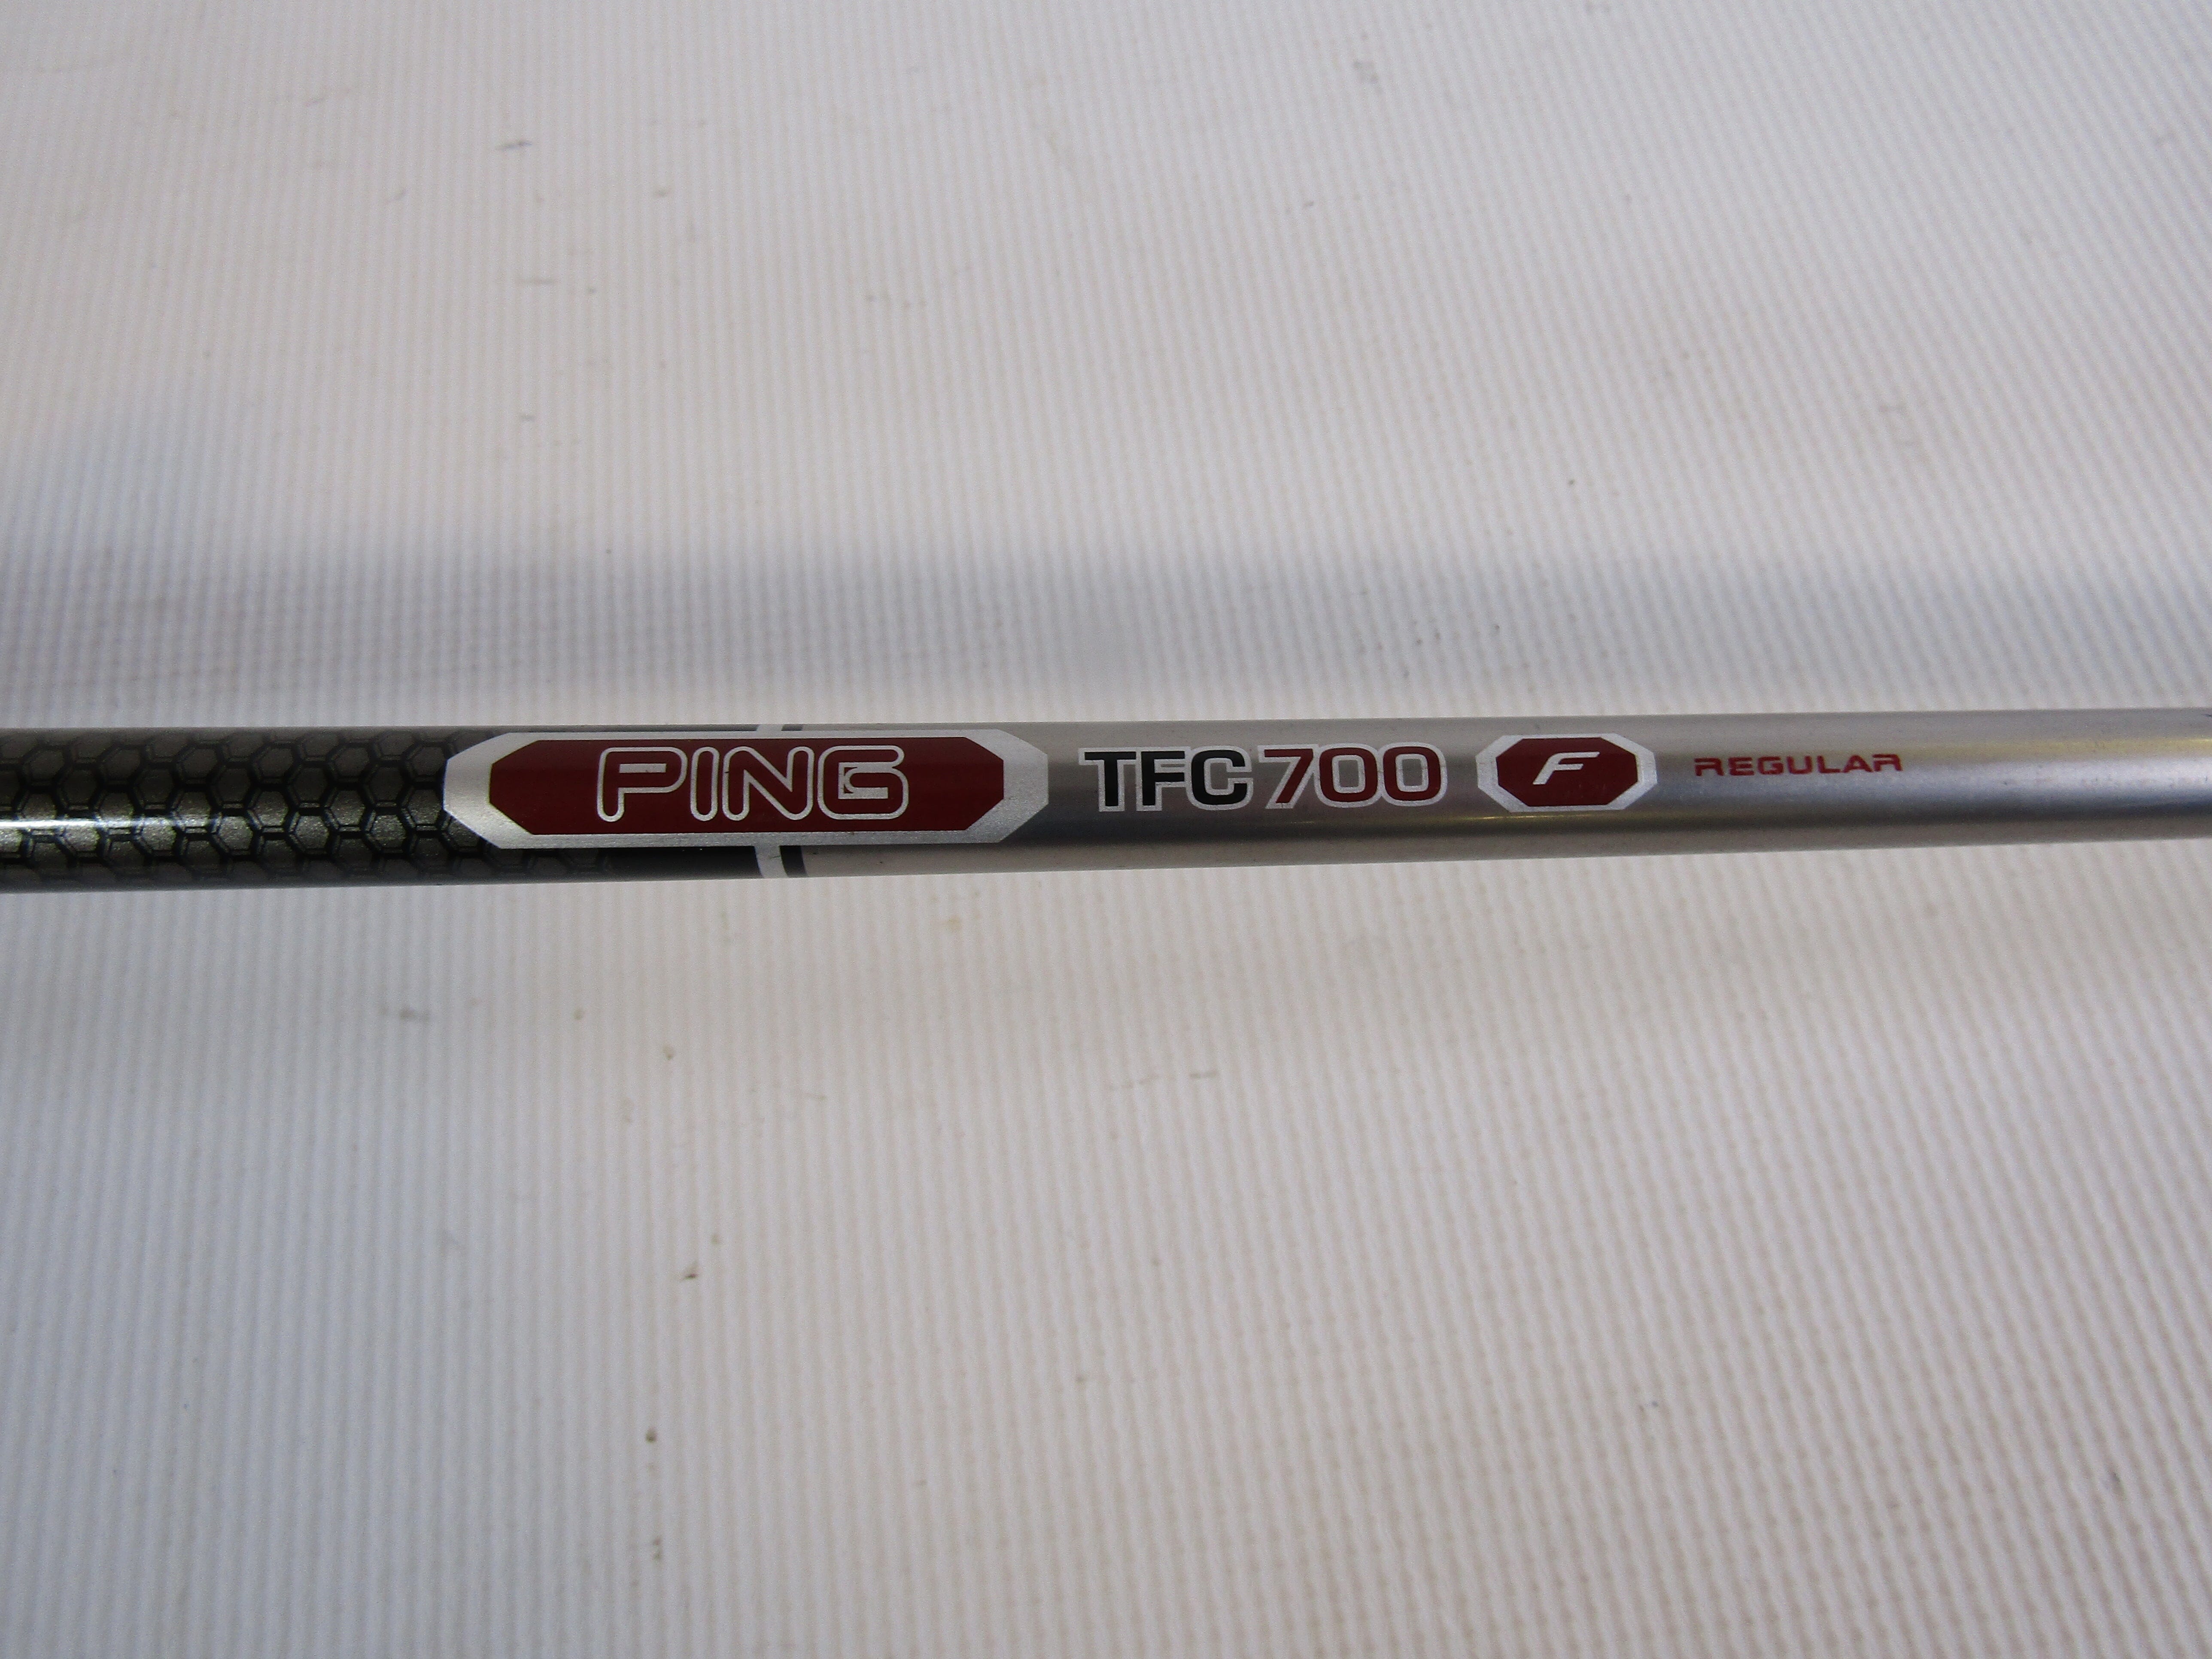 PING TFC 700 F REGULAR